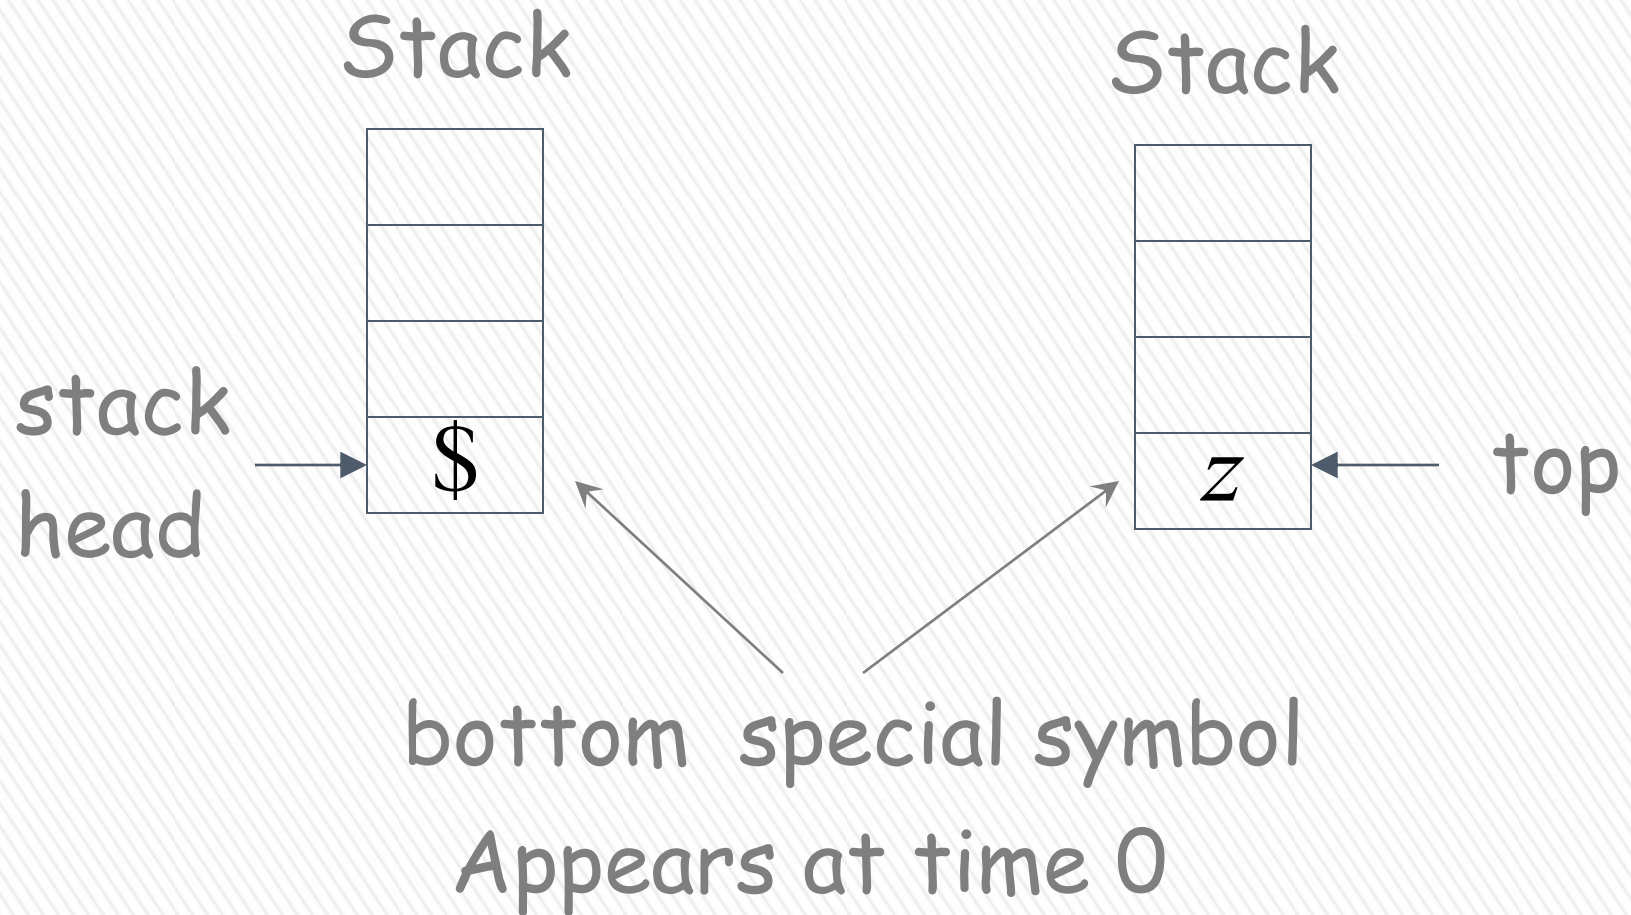 Stack
Stack
stack
head
$
z
top
bottom special symbol
Appears at time 0